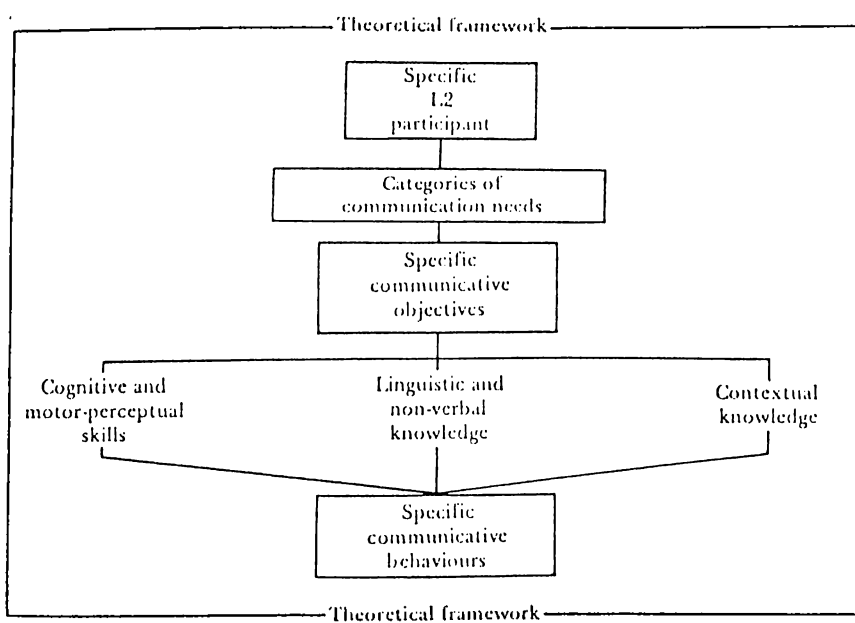 Theoretical framework
Specific
L2
participant
Categories of
communication needs
Specific
communicative
objectives
Cognitive and
motor-perceptual
skills
Linguistic and
non-verbal
knowledge
Contextual
knowledge
Specific
communicative
behaviours
Theoretical framework